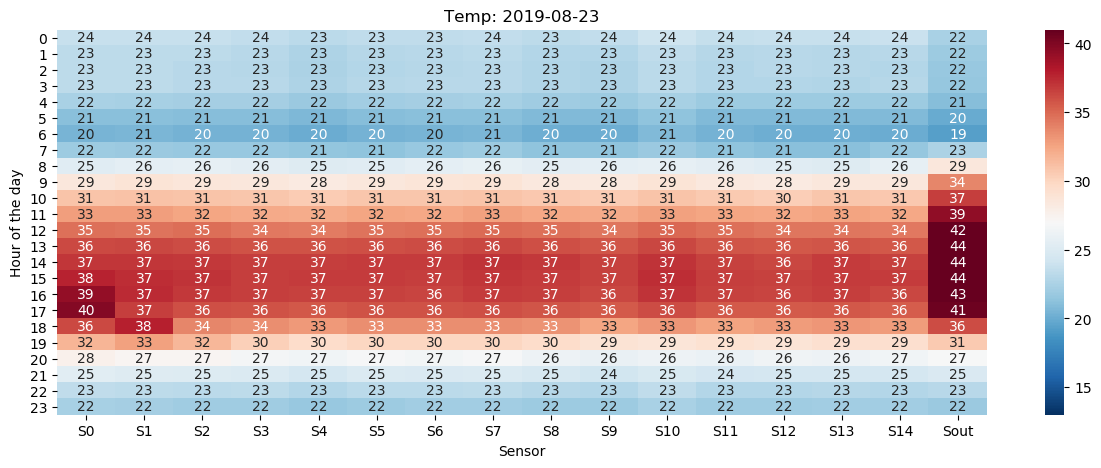 Temp: 2019-08-23
0 24 24 24 24 23 23 23 24 23 24 24 24 24 24 24 22
1 23 23 23 23 23 23 23 23 23 23 23 23 23 23 23 22
2 23 23 23 23 23 23 23 23 23 23 23 23 23 23 23 22
3 23 23 23 23 23 23 23 23 23 23 23 23 23 23 23 22
4 22 22 22 22 22 22 22 22 22 22 22 22 22 22 22 21
5 21 21 21 21 21 21 21 21 21 21 21 21 21 21 21 20
6 20 21 20 20 20 20 20 21 20 20 21 20 20 20 20 19
7 22 22 22 22 21 21 22 22 21 21 22 21 21 21 22 23
8 25 26 26 26 25 25 26 26 25 25 26 26 25 25 26 29
9 29 29 29 29 28 29 29 29 28 28 29 28 28 29 29 34
10 31 31 31 31 31 31 31 31 31 31 31 31 30 31 31 37
11 33 33 32 32 32 32 32 33 32 32 33 33 32 33 32 39
12 35 35 35 34 34 35 35 35 35 34 35 35 34 34 34 42
13 36 36 36 36 36 36 36 36 36 36 36 36 36 36 36 44
14 37 37 37 37 37 37 37 37 37 37 37 37 36 37 37 44
15 38 37 37 37 37 37 37 37 37 37 37 37 37 37 37 44
16 39 37 37 37 37 37 36 37 37 36 37 37 36 37 36 43
17 40 37 36 36 36 36 36 36 36 36 36 36 36 36 36 41
18 36 38 34 34 33 33 33 33 33 33 33 33 33 33 33 36
19 32 33 32 30 30 30 30 30 30 29 29 29 29 29 29 31
20 28 27 27 27 27 27 27 27 26 26 26 26 26 26 27 27
21 25 25 25 25 25 25 25 25 25 24 25 24 25 25 25 25
22 23 23 23 23 23 23 23 23 23 23 23 23 23 23 23 23
23 22 22 22 22 22 22 22 22 22 22 22 22 22 22 22 22
S0 S1 S2 S3 S4 S5 S6 S7 S8 S9 S10 S11 S12 S13 S14 Sout
Sensor
Hour of the day
40
35
30
25
20
15